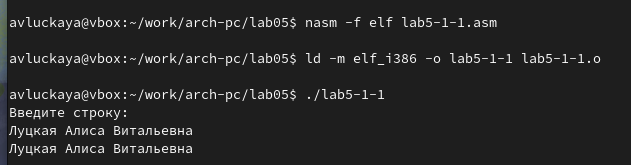 avluckaya@vbox:~/work/arch-pc/lab05$ nasm -f elf lab5-1-1.asm
avluckaya@vbox:~/work/arch-pc/lab05$ ld -m elf_i386 -o lab5-1-1 lab5-1-1.o
avluckaya@vbox:~/work/arch-pc/lab05$ ./lab5-1-1
Введите строку:
Луцкая Алиса Витальевна
Луцкая Алиса Витальевна